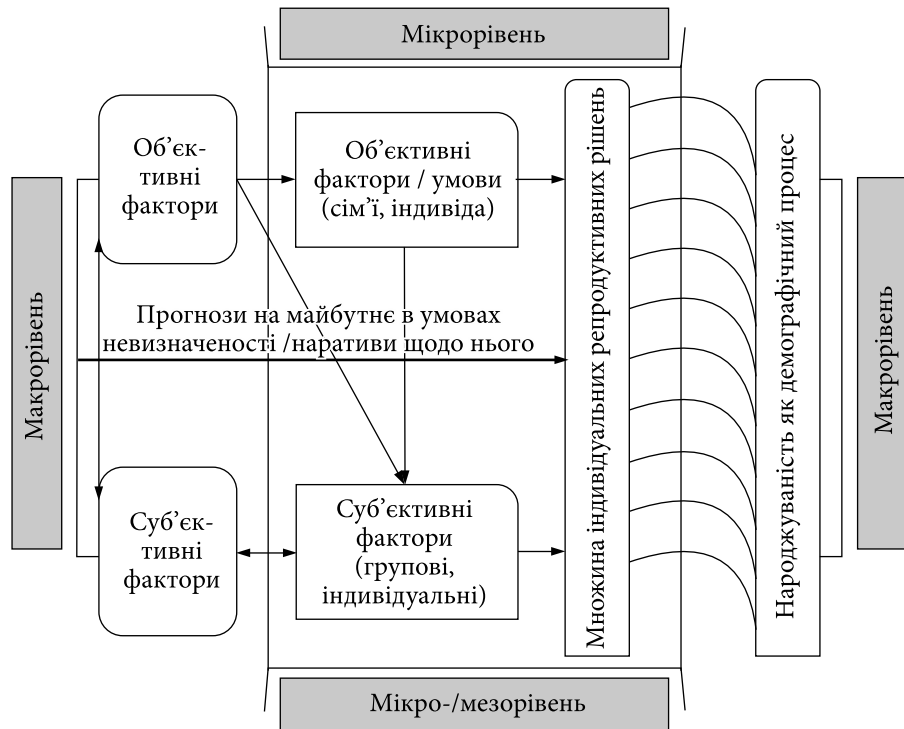 Мікрорівень
Макрорівень
Об’єк-
тивні
фактори
Об’єктивні
фактори / умови
(сім’ї, індивіда)
Прогнози на майбутнє в умовах
невизначеності /наративи щодо нього
Суб’єк-
тивні
фактори
Суб’єктивні
фактори
(групові,
індивідуальні)
Множина індивідуальних репродуктивних рішень
Народжуваність як демографічний процес
Макрорівень
Мікро-/мезорівень